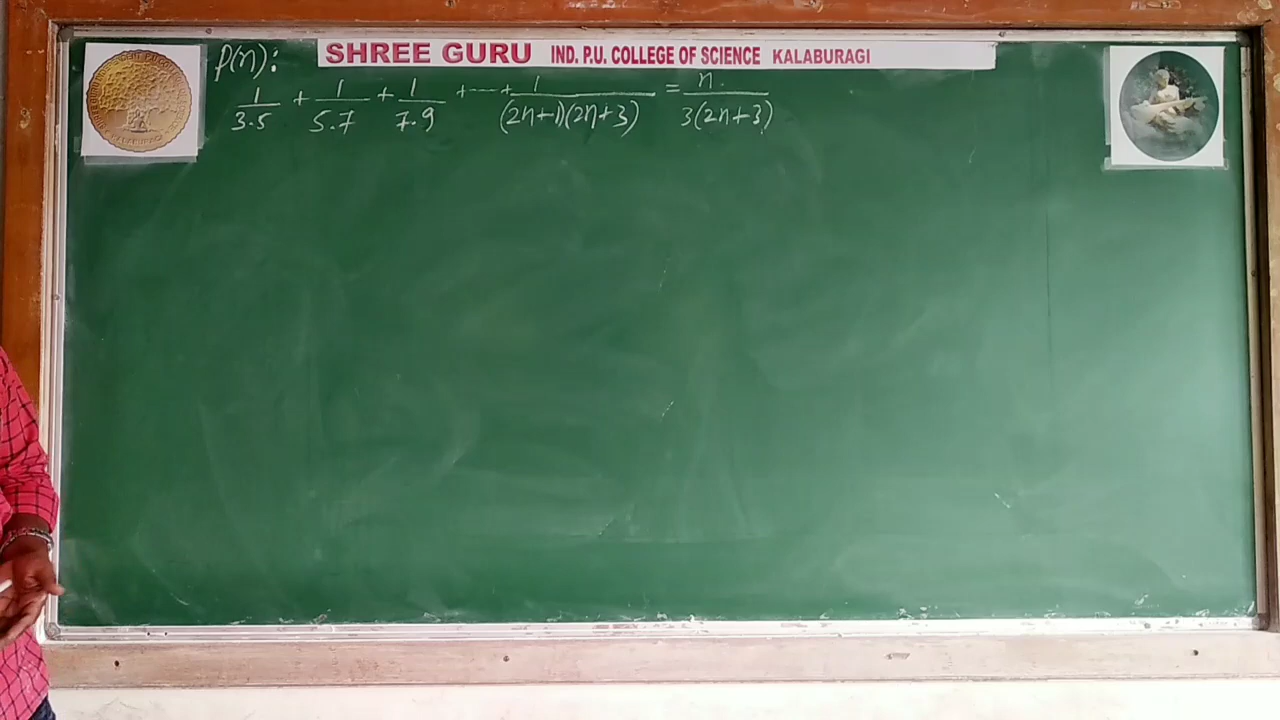 SHREE GURU IND. P.U. COLLEGE OF SCIENCE KALABURAGI
P(n):
1/3.5 + 1/5.7 + 1/7.9 +----+ 1/(2n+1)(2n+3) = n/3(2n+3)